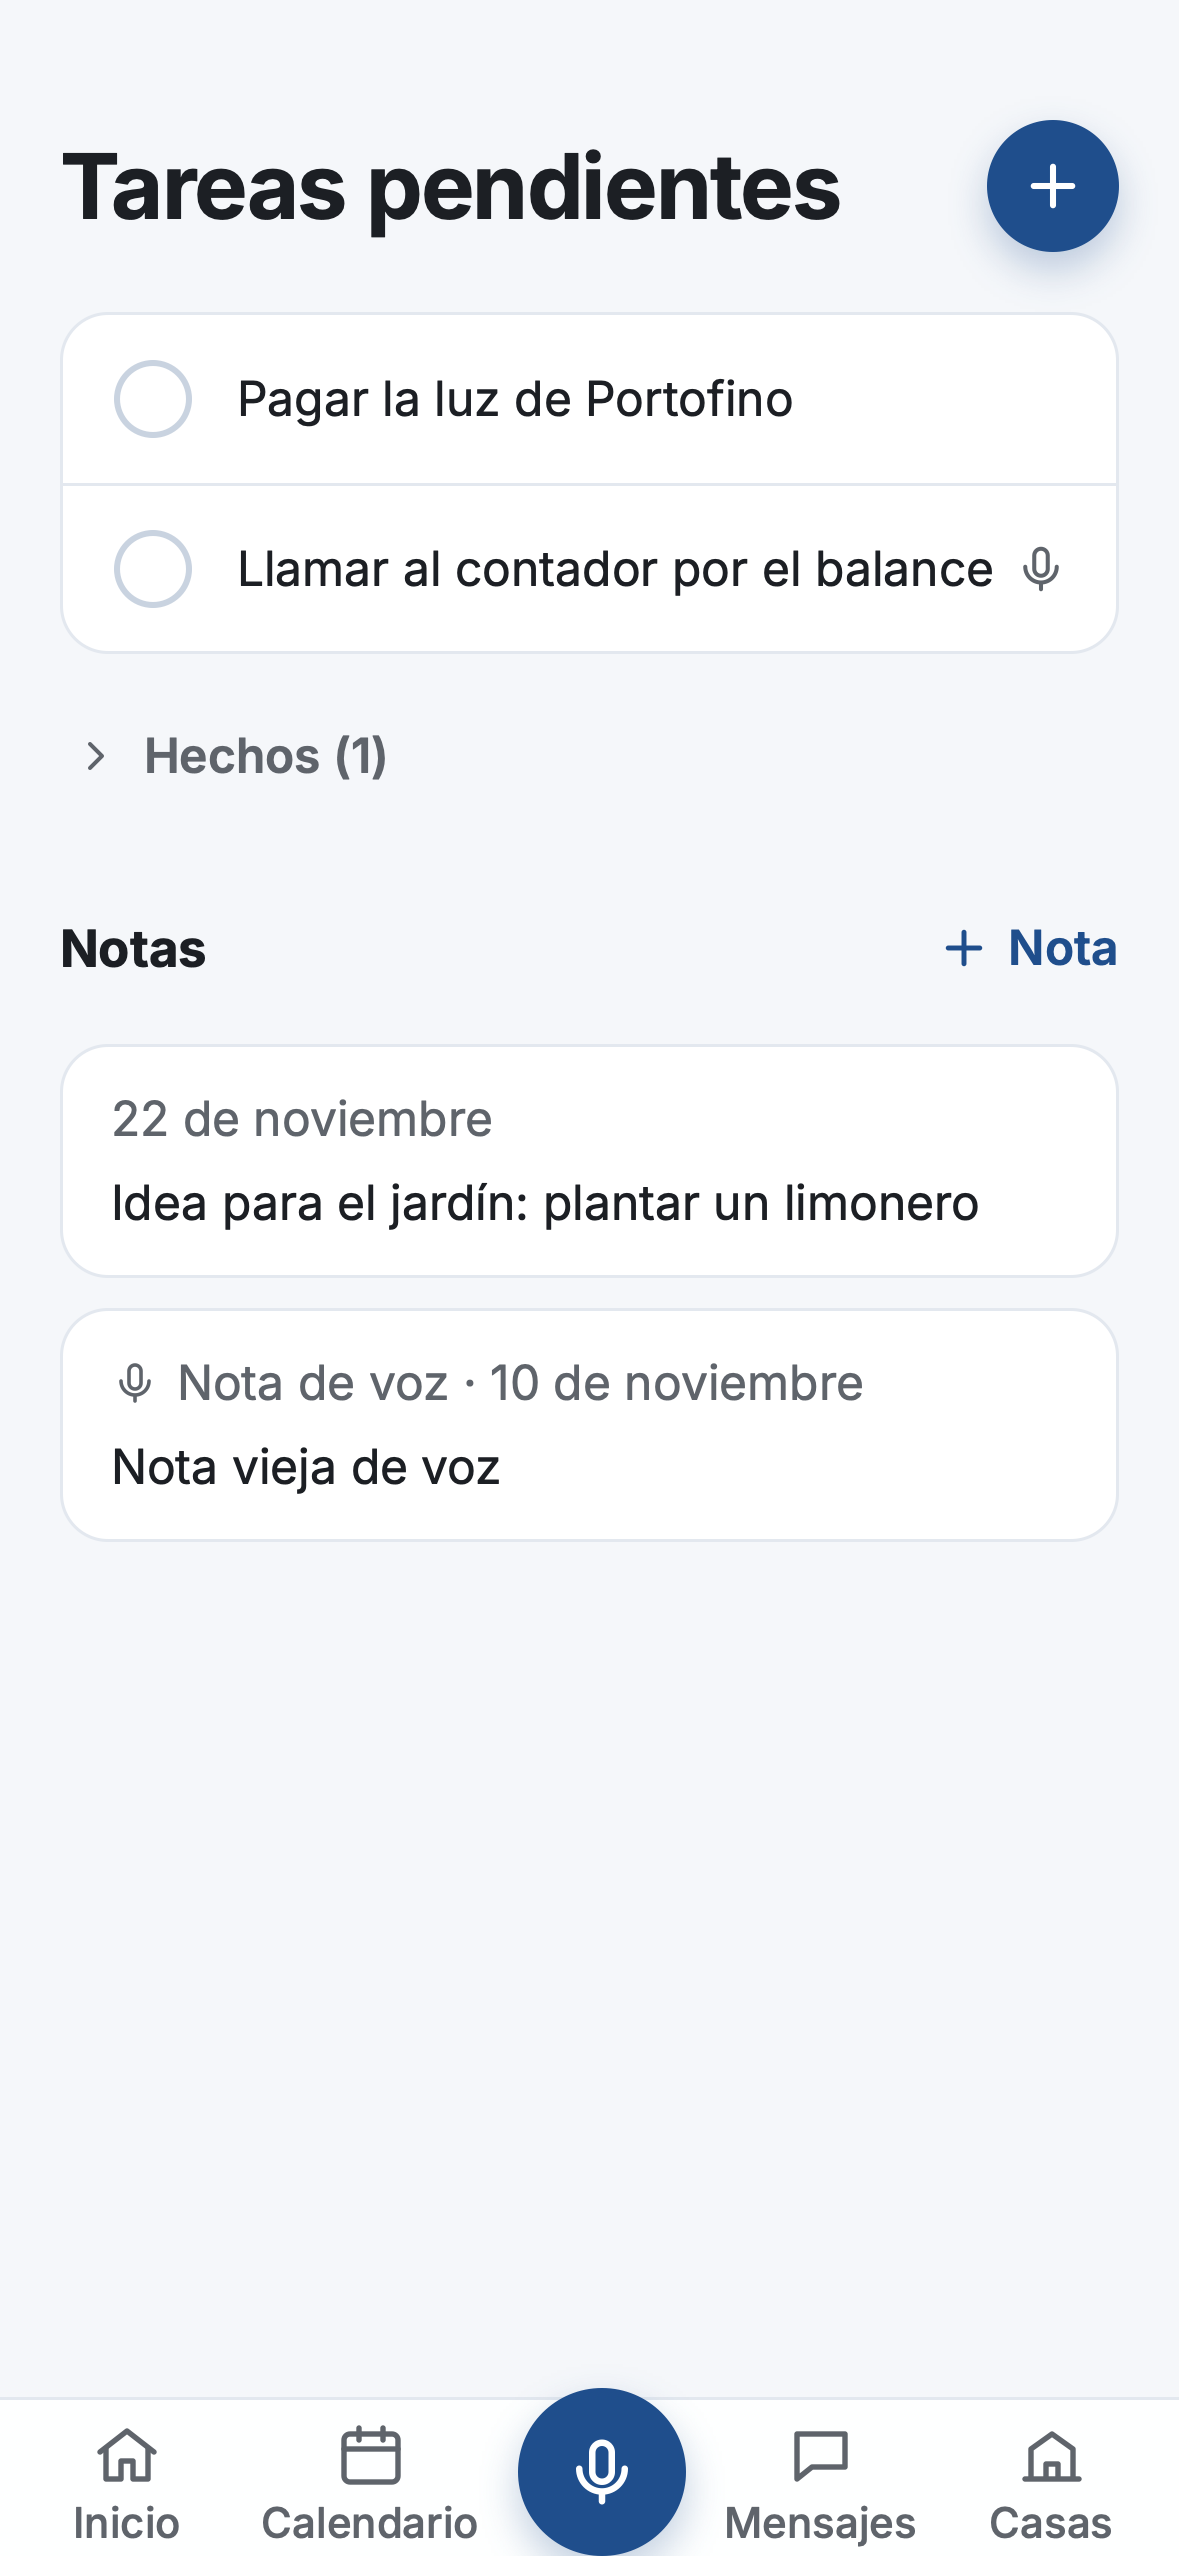 Tareas pendientes
Pagar la luz de Portofino
Llamar al contador por el balance
Hechos (1)
Notas
Nota
22 de noviembre
Idea para el jardín: plantar un limonero
Nota de voz · 10 de noviembre
Nota vieja de voz
Inicio
Calendario
Mensajes
Casas